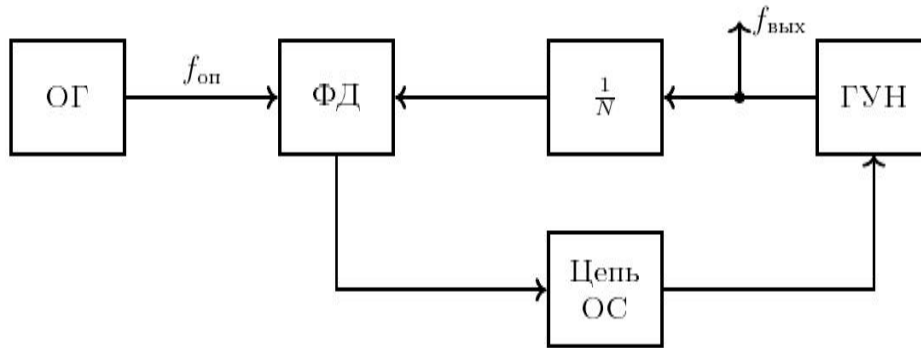 f_вых
ОГ
f_оп
ФД
1/N
ГУН
Цепь
ОС